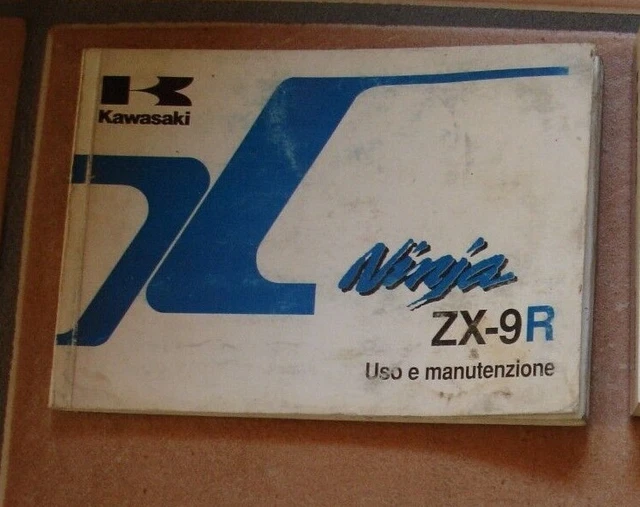 Kawasaki
Ninja
ZX-9R
Uso e manutenzione